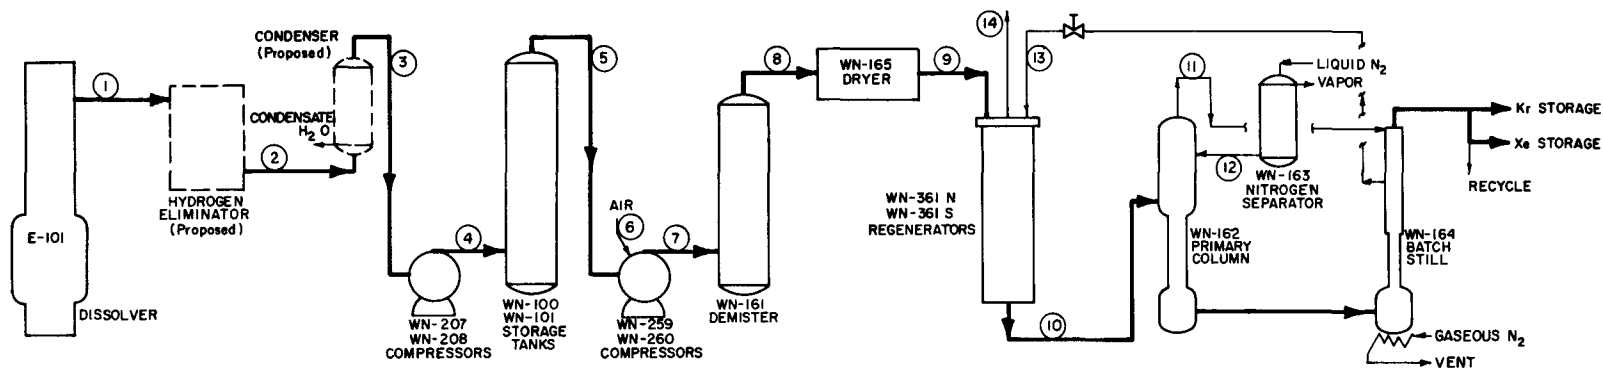 E-101
DISSOLVER
1
HYDROGEN
ELIMINATOR
(Proposed)
2
CONDENSER
(Proposed)
CONDENSATE
H2O
3
WN-207
WN-208
COMPRESSORS
4
WN-100
WN-101
STORAGE
TANKS
5
AIR
6
WN-259
WN-260
COMPRESSORS
7
WN-161
DEMISTER
8
WN-165
DRYER
9
WN-361 N
WN-361 S
REGENERATORS
14
13
10
11
WN-162
PRIMARY
COLUMN
12
LIQUID N2
VAPOR
WN-163
NITROGEN
SEPARATOR
WN-164
BATCH
STILL
Kr STORAGE
Xe STORAGE
RECYCLE
GASEOUS N2
VENT